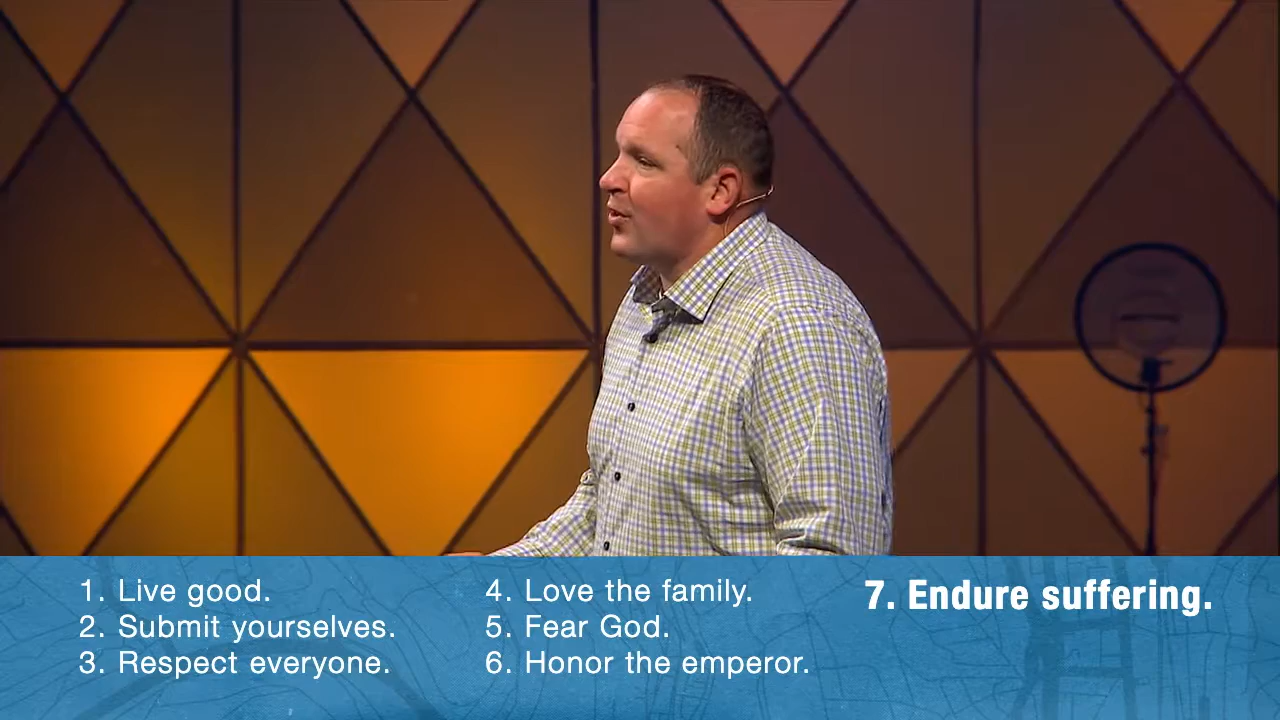 1. Live good.
2. Submit yourselves.
3. Respect everyone.
4. Love the family.
5. Fear God.
6. Honor the emperor.
7. Endure suffering.